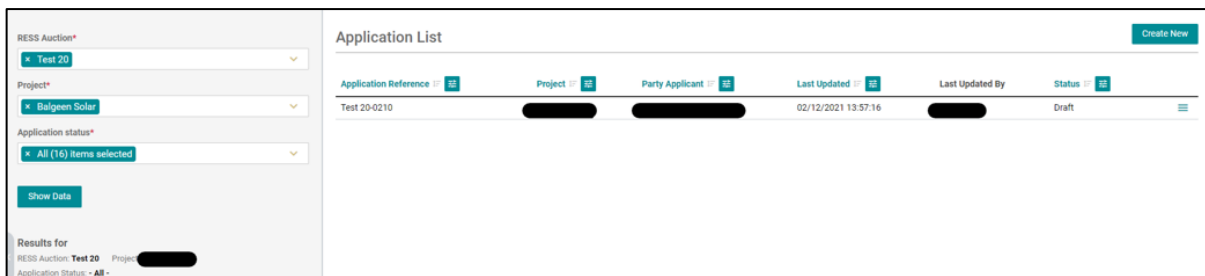 RESS Auction*
× Test 20
Project*
× Balgeen Solar
Application status*
× All (16) items selected
Show Data
Results for
RESS Auction: Test 20 Project
Application Status: - All -
Application List
Create New
Application Reference Project Party Applicant Last Updated Last Updated By Status
Test 20-0210 02/12/2021 13:57:16 Draft